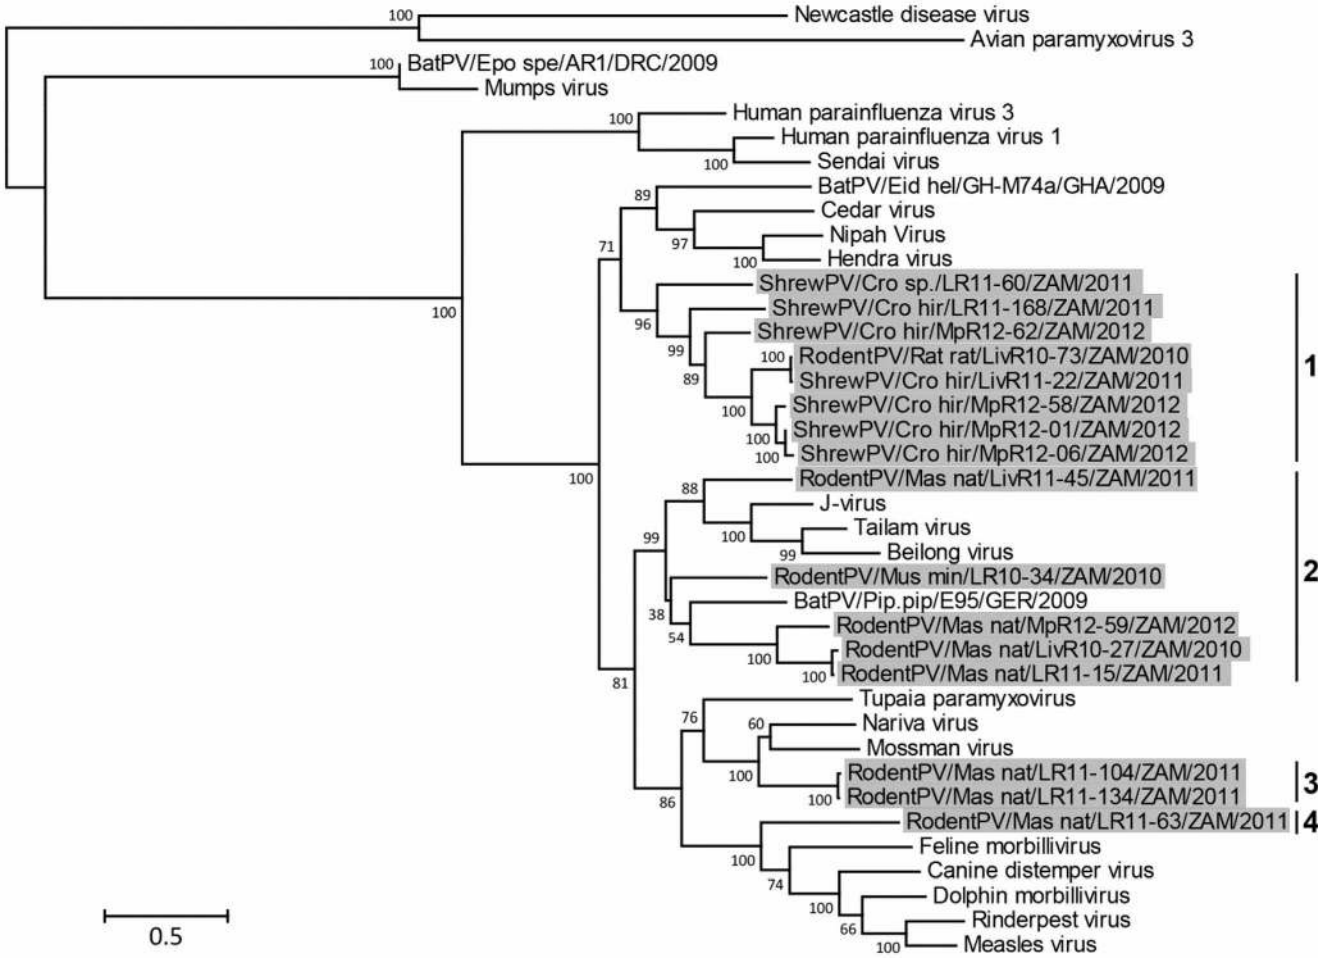 100
Newcastle disease virus
Avian paramyxovirus 3
100
BatPV/Epo spe/AR1/DRC/2009
Mumps virus
Human parainfluenza virus 3
100
Human parainfluenza virus 1
100
Sendai virus
BatPV/Eid hel/GH-M74a/GHA/2009
89
Cedar virus
97
Nipah Virus
71
100
Hendra virus
ShrewPV/Cro sp./LR11-60/ZAM/2011
100
96
ShrewPV/Cro hir/LR11-168/ZAM/2011
99
ShrewPV/Cro hir/MpR12-62/ZAM/2012
89
100
RodentPV/Rat rat/LivR10-73/ZAM/2010
1
ShrewPV/Cro hir/LivR11-22/ZAM/2011
100
ShrewPV/Cro hir/MpR12-58/ZAM/2012
100
ShrewPV/Cro hir/MpR12-01/ZAM/2012
100
ShrewPV/Cro hir/MpR12-06/ZAM/2012
100
RodentPV/Mas nat/LivR11-45/ZAM/2011
88
J-virus
100
Tailam virus
99
99
Beilong virus
RodentPV/Mus min/LR10-34/ZAM/2010
2
38
BatPV/Pip.pip/E95/GER/2009
54
RodentPV/Mas nat/MpR12-59/ZAM/2012
100
RodentPV/Mas nat/LivR10-27/ZAM/2010
100
RodentPV/Mas nat/LR11-15/ZAM/2011
81
Tupaia paramyxovirus
76
60
Nariva virus
Mossman virus
100
RodentPV/Mas nat/LR11-104/ZAM/2011
3
100
RodentPV/Mas nat/LR11-134/ZAM/2011
86
RodentPV/Mas nat/LR11-63/ZAM/2011
4
100
Feline morbillivirus
74
Canine distemper virus
100
Dolphin morbillivirus
66
Rinderpest virus
100
Measles virus
0.5